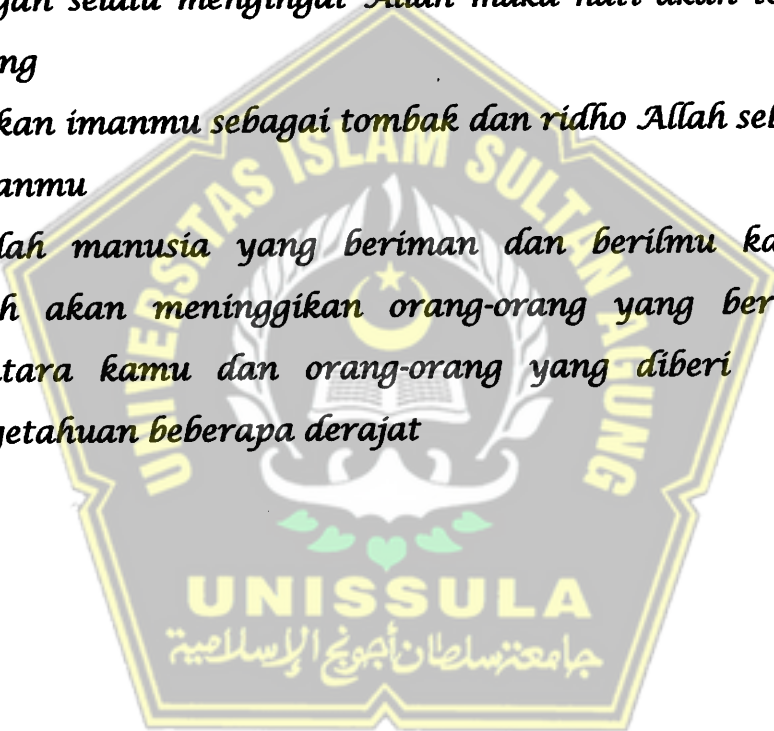 gan selalu mengingat Allah maka hati akan
ng
kan imanmu sebagai tombak dan ridho Allah se
anmu
lah manusia yang beriman dan berilmu ka
h akan meninggikan orang-orang yang ber
tara kamu dan orang-orang yang diberi
getahuan beberapa derajat
UNIVERSITAS ISLAM SULTAN AGUNG
UNISSULA
جامعة سلطان أجونج الإسلامية